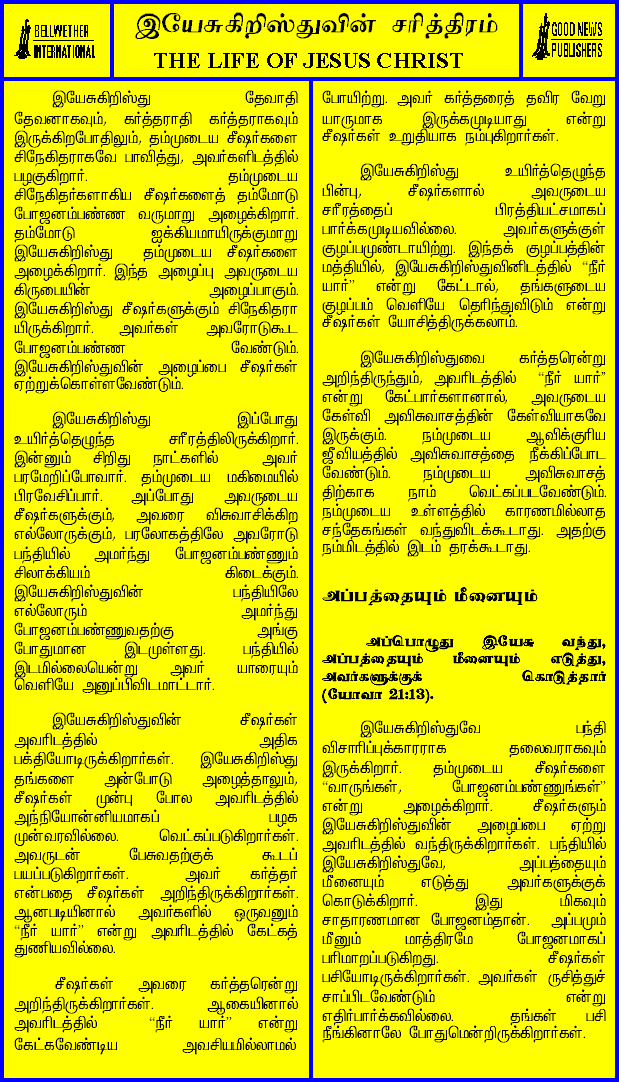 BELLWETHER
INTERNATIONAL
இயேசுகிறிஸ்துவின் சரித்திரம்
THE LIFE OF JESUS CHRIST
GOOD NEWS
PUBLISHERS
இயேசுகிறிஸ்து தேவாதி
தேவனாகவும், கர்த்தராதி கர்த்தராகவும்
இருக்கிறபோதிலும், தம்முடைய சீஷர்களை
சிநேகிதராகவே பாவித்து, அவர்களிடத்தில்
பழகுகிறார். தம்முடைய
சிநேகிதர்களாகிய சீஷர்களைத் தம்மோடு
போஜனம்பண்ண வருமாறு அழைக்கிறார்.
தம்மோடு ஐக்கியமாயிருக்குமாறு
இயேசுகிறிஸ்து தம்முடைய சீஷர்களை
அழைக்கிறார். இந்த அழைப்பு அவருடைய
கிருபையின் அழைப்பாகும்.
இயேசுகிறிஸ்து சீஷர்களுக்கும் சிநேகிதரா
யிருக்கிறார். அவர்கள் அவரோடுகூட
போஜனம்பண்ண வேண்டும்.
இயேசுகிறிஸ்துவின் அழைப்பை சீஷர்கள்
ஏற்றுக்கொள்ளவேண்டும்.
இயேசுகிறிஸ்து இப்போது
உயிர்த்தெழுந்த சரீரத்திலிருக்கிறார்.
இன்னும் சிறிது நாட்களில் அவர்
பரமேறிப்போவார். தம்முடைய மகிமையில்
பிரவேசிப்பார். அப்போது அவருடைய
சீஷர்களுக்கும், அவரை விசுவாசிக்கிற
எல்லோருக்கும், பரலோகத்திலே அவரோடு
பந்தியில் அமர்ந்து போஜனம்பண்ணும்
சிலாக்கியம் கிடைக்கும்.
இயேசுகிறிஸ்துவின் பந்தியிலே
எல்லோரும் அமர்ந்து
போஜனம்பண்ணுவதற்கு அங்கு
போதுமான இடமுள்ளது. பந்தியில்
இடமில்லையென்று அவர் யாரையும்
வெளியே அனுப்பிவிடமாட்டார்.
இயேசுகிறிஸ்துவின் சீஷர்கள்
அவரிடத்தில் அதிக
பக்தியோடிருக்கிறார்கள். இயேசுகிறிஸ்து
தங்களை அன்போடு அழைத்தாலும்,
சீஷர்கள் முன்பு போல அவரிடத்தில்
அந்நியோன்னியமாகப் பழக
முன்வரவில்லை. வெட்கப்படுகிறார்கள்.
அவருடன் பேசுவதற்குக் கூடப்
பயப்படுகிறார்கள். அவர் கர்த்தர்
என்பதை சீஷர்கள் அறிந்திருக்கிறார்கள்.
ஆனபடியினால் அவர்களில் ஒருவனும்
“நீர் யார்” என்று அவரிடத்தில் கேட்கத்
துணியவில்லை.
சீஷர்கள் அவரை கர்த்தரென்று
அறிந்திருக்கிறார்கள். ஆகையினால்
அவரிடத்தில் “நீர் யார்” என்று
கேட்கவேண்டிய அவசியமில்லாமல்
போயிற்று. அவர் கர்த்தரைத் தவிர வேறு
யாருமாக இருக்கமுடியாது என்று
சீஷர்கள் உறுதியாக நம்புகிறார்கள்.
இயேசுகிறிஸ்து உயிர்த்தெழுந்த
பின்பு, சீஷர்களால் அவருடைய
சரீரத்தைப் பிரத்தியட்சமாகப்
பார்க்கமுடியவில்லை. அவர்களுக்குள்
குழப்பமுண்டாயிற்று. இந்தக் குழப்பத்தின்
மத்தியில், இயேசுகிறிஸ்துவினிடத்தில் “நீர்
யார்” என்று கேட்டால், தங்களுடைய
குழப்பம் வெளியே தெரிந்துவிடும் என்று
சீஷர்கள் யோசித்திருக்கலாம்.
இயேசுகிறிஸ்துவை கர்த்தரென்று
அறிந்திருந்தும், அவரிடத்தில் “நீர் யார்”
என்று கேட்பார்களானால், அவருடைய
கேள்வி அவிசுவாசத்தின் கேள்வியாகவே
இருக்கும். நம்முடைய ஆவிக்குரிய
ஜீவியத்தில் அவிசுவாசத்தை நீக்கிப்போட
வேண்டும். நம்முடைய அவிசுவாசத்
திற்காக நாம் வெட்கப்படவேண்டும்.
நம்முடைய உள்ளத்தில் காரணமில்லாத
சந்தேகங்கள் வந்துவிடக்கூடாது. அதற்கு
நம்மிடத்தில் இடம் தரக்கூடாது.
அப்பத்தையும் மீனையும்
அப்பொழுது இயேசு வந்து,
அப்பத்தையும் மீனையும் எடுத்து,
அவர்களுக்குக் கொடுத்தார்
(யோவா 21:13).
இயேசுகிறிஸ்துவே பந்தி
விசாரிப்புக்காரராக தலைவராகவும்
இருக்கிறார். தம்முடைய சீஷர்களை
“வாருங்கள், போஜனம்பண்ணுங்கள்”
என்று அழைக்கிறார். சீஷர்களும்
இயேசுகிறிஸ்துவின் அழைப்பை ஏற்று
அவரிடத்தில் வந்திருக்கிறார்கள். பந்தியில்
இயேசுகிறிஸ்துவே, அப்பத்தையும்
மீனையும் எடுத்து அவர்களுக்குக்
கொடுக்கிறார். இது மிகவும்
சாதாரணமான போஜனம்தான். அப்பமும்
மீனும் மாத்திரமே போஜனமாகப்
பரிமாறப்படுகிறது. சீஷர்கள்
பசியோடிருக்கிறார்கள். அவர்கள் ருசித்துச்
சாப்பிடவேண்டும் என்று
எதிர்பார்க்கவில்லை. தங்கள் பசி
நீங்கினாலே போதுமென்றிருக்கிறார்கள்.